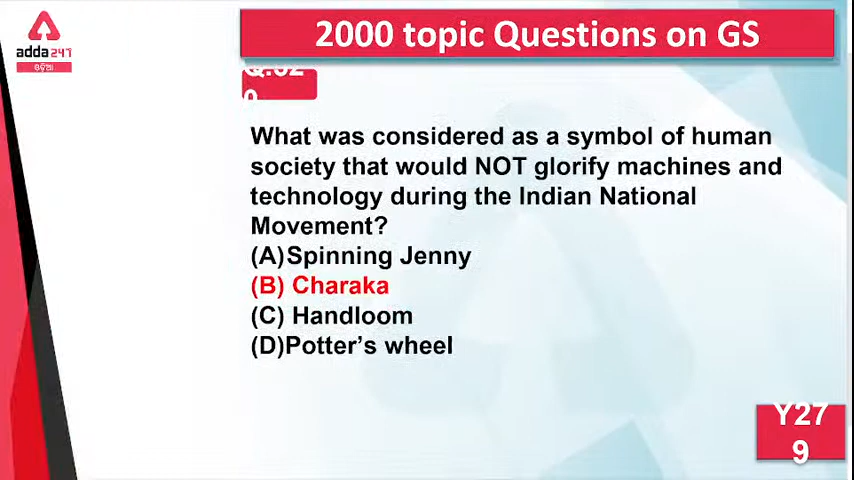 adda247
ଓଡ଼ିଆ
2000 topic Questions on GS
What was considered as a symbol of human
society that would NOT glorify machines and
technology during the Indian National
Movement?
(A)Spinning Jenny
(B) Charaka
(C) Handloom
(D)Potter's wheel
Y27
9